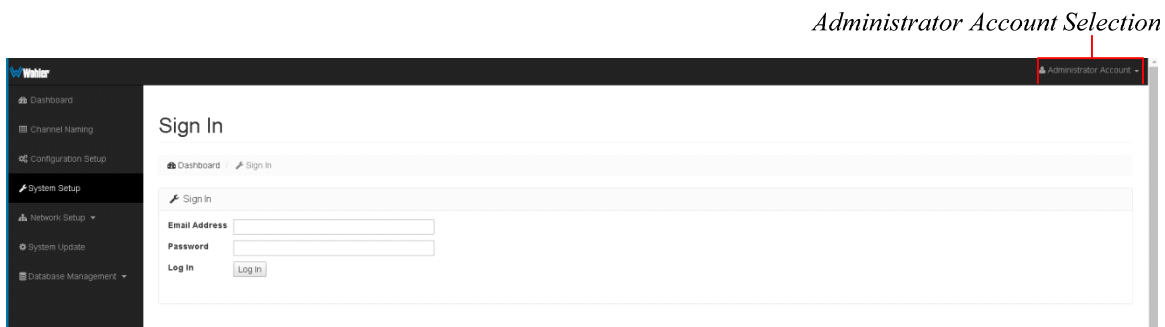 Administrator Account Selection
Wohler
Administrator Account
Dashboard
Channel Naming
Configuration Setup
System Setup
Network Setup
System Update
Database Management
Sign In
Dashboard / Sign In
Sign In
Email Address
Password
Log In
Log In